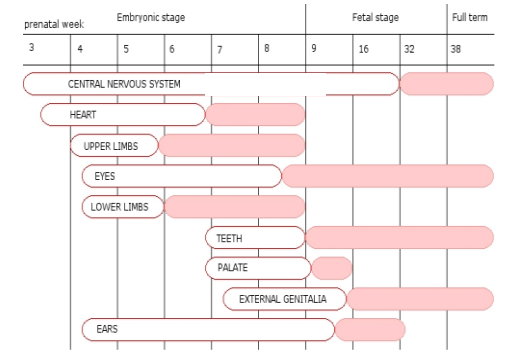 Embryonic stage Fetal stage Full term
prenatal week:
3 4 5 6 7 8 9 16 32 38
CENTRAL NERVOUS SYSTEM
HEART
UPPER LIMBS
EYES
LOWER LIMBS
TEETH
PALATE
EXTERNAL GENITALIA
EARS